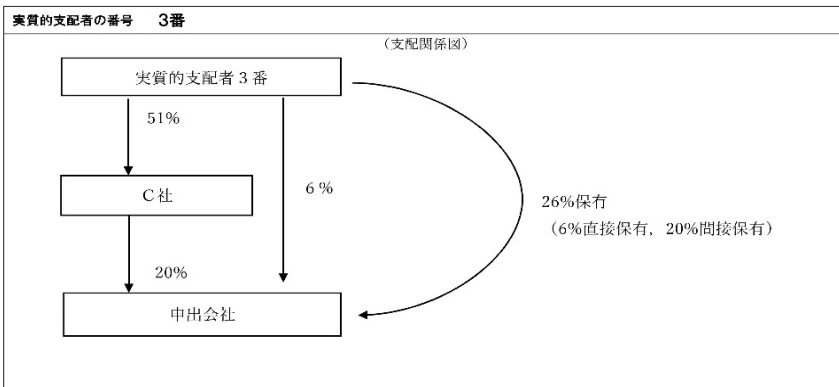 実質的支配者の番号 3番
（支配関係図）
実質的支配者３番
51%
C社
6％
26%保有
（6%直接保有，20%間接保有）
20%
申出会社